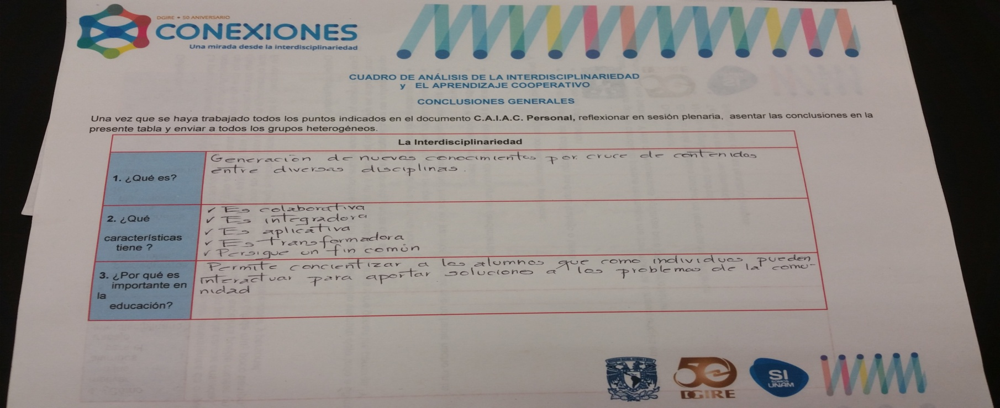 DGIRE • 50 ANIVERSARIO
CONEXIONES
Una mirada desde la interdisciplinariedad
CUADRO DE ANÁLISIS DE LA INTERDISCIPLINARIEDAD
y EL APRENDIZAJE COOPERATIVO
CONCLUSIONES GENERALES
Una vez que se haya trabajado todos los puntos indicados en el documento C.A.I.A.C. Personal, reflexionar en sesión plenaria, asentar las conclusiones en la
presente tabla y enviar a todos los grupos heterogéneos.
La Interdisciplinariedad
1. ¿Qué es?
Generación de nuevos conocimientos por cruce de contenidos
entre diversas disciplinas.
2. ¿Qué
características
tiene ?
✓ Es colaborativa
✓ Es integradora
✓ Es aplicativa
✓ Es transformadora
✓ Persigue un fin común
3. ¿Por qué es
importante en
la
educación?
Permite concientizar a los alumnos que como individuos pueden
interactuar para aportar soluciones a los problemas de la comu-
nidad
50
DGIRE
SI
SOMOS
UNAM